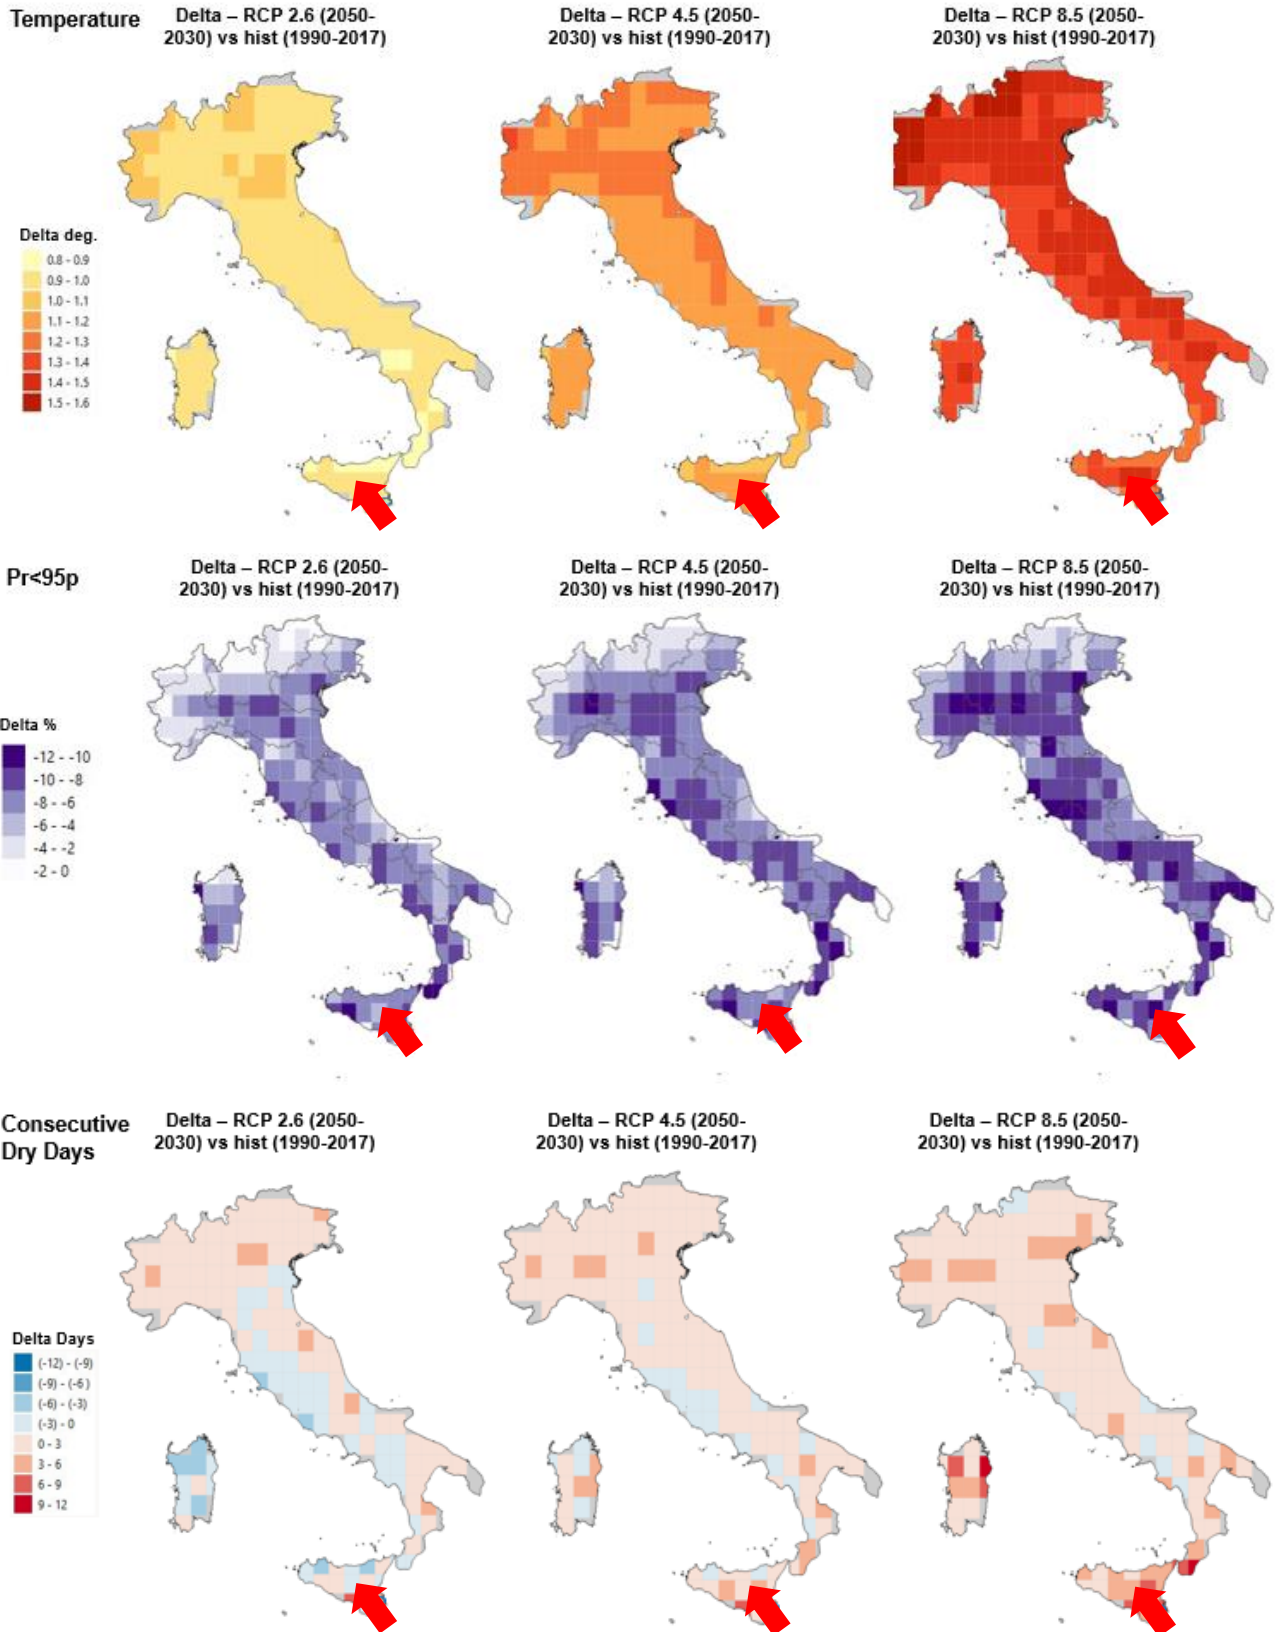 Temperature
Delta – RCP 2.6 (2050-
2030) vs hist (1990-2017)
Delta – RCP 4.5 (2050-
2030) vs hist (1990-2017)
Delta – RCP 8.5 (2050-
2030) vs hist (1990-2017)
Delta deg.
0.8 - 0.9
0.9 - 1.0
1.0 - 1.1
1.1 - 1.2
1.2 - 1.3
1.3 - 1.4
1.4 - 1.5
1.5 - 1.6
Pr<95p
Delta – RCP 2.6 (2050-
2030) vs hist (1990-2017)
Delta – RCP 4.5 (2050-
2030) vs hist (1990-2017)
Delta – RCP 8.5 (2050-
2030) vs hist (1990-2017)
Delta %
-12 - -10
-10 - -8
-8 - -6
-6 - -4
-4 - -2
-2 - 0
Consecutive
Dry Days
Delta – RCP 2.6 (2050-
2030) vs hist (1990-2017)
Delta – RCP 4.5 (2050-
2030) vs hist (1990-2017)
Delta – RCP 8.5 (2050-
2030) vs hist (1990-2017)
Delta Days
(-12) - (-9)
(-9) - (-6)
(-6) - (-3)
(-3) - 0
0 - 3
3 - 6
6 - 9
9 - 12